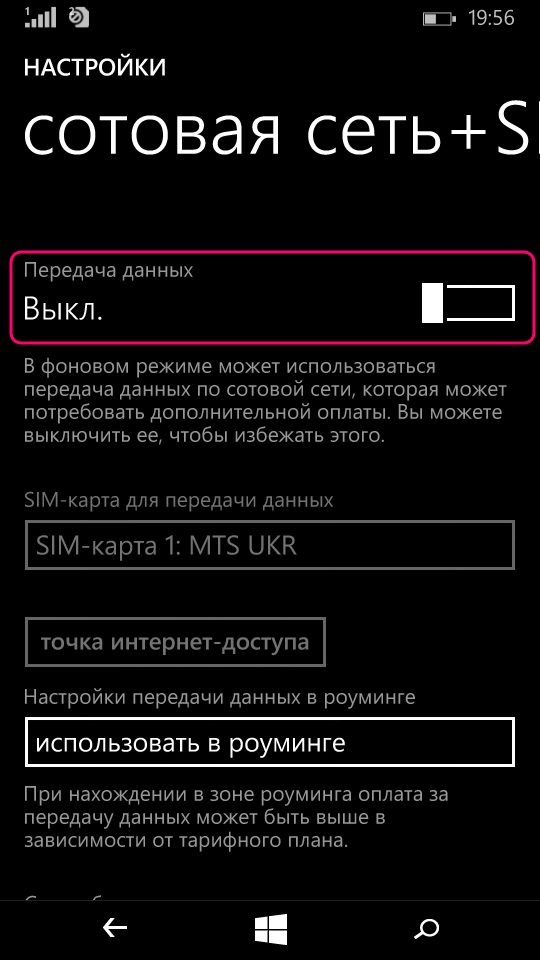 1
19:56
НАСТРОЙКИ
сотовая сеть+S
Передача данных
Выкл.
В фоновом режиме может использоваться
передача данных по сотовой сети, которая может
потребовать дополнительной оплаты. Вы можете
выключить ее, чтобы избежать этого.
SIM-карта для передачи данных
SIM-карта 1: MTS UKR
точка интернет-доступа
Настройки передачи данных в роуминге
использовать в роуминге
При нахождении в зоне роуминга оплата за
передачу данных может быть выше в
зависимости от тарифного плана.